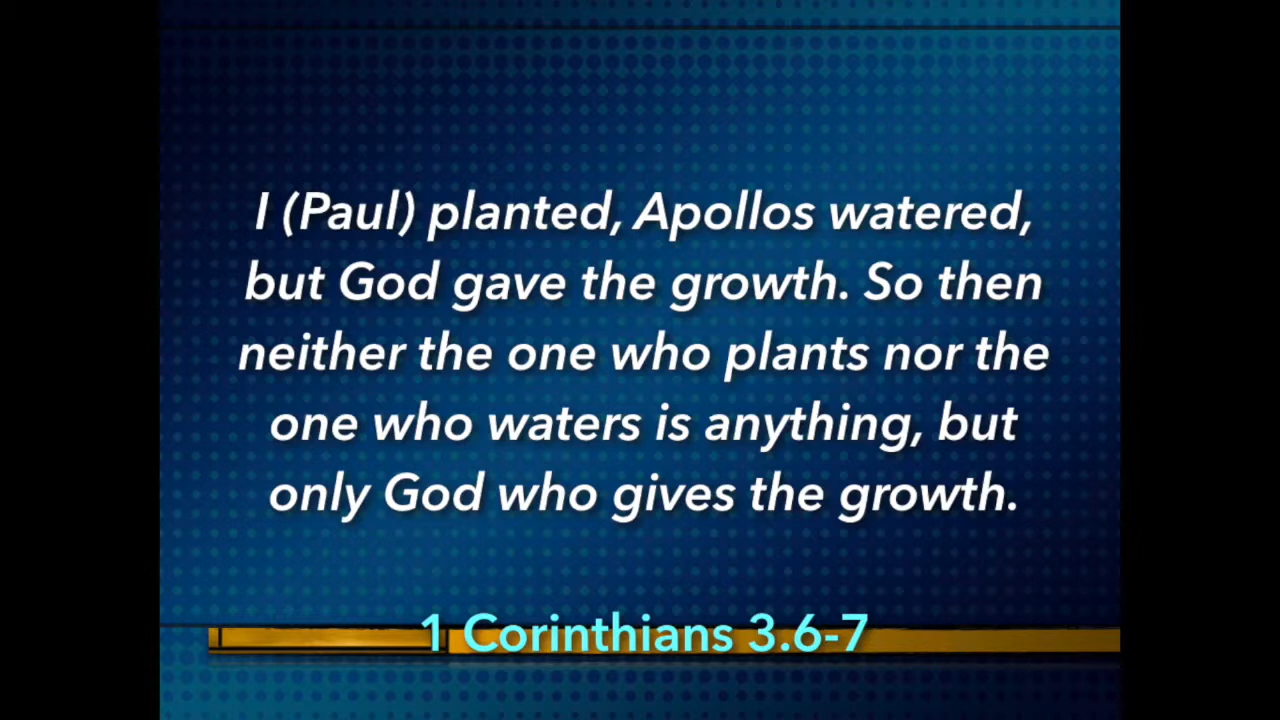 I (Paul) planted, Apollos watered,
but God gave the growth. So then
neither the one who plants nor the
one who waters is anything, but
only God who gives the growth.
1 Corinthians 3.6-7